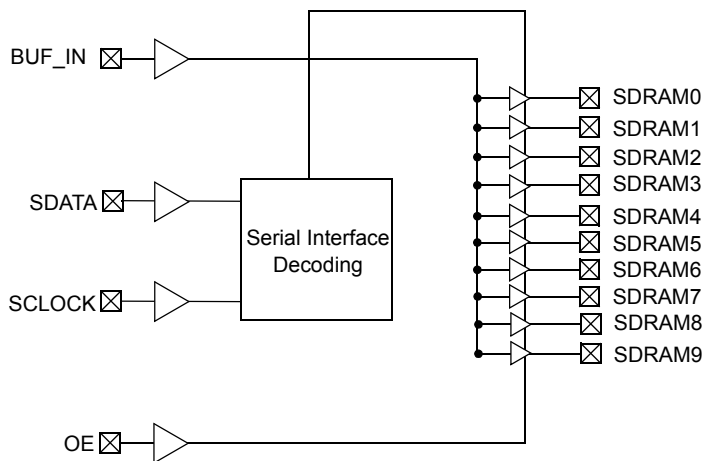 BUF_IN
SDRAM0
SDRAM1
SDRAM2
SDRAM3
SDATA
SDRAM4
Serial Interface
Decoding
SDRAM5
SDRAM6
SCLOCK
SDRAM7
SDRAM8
SDRAM9
OE